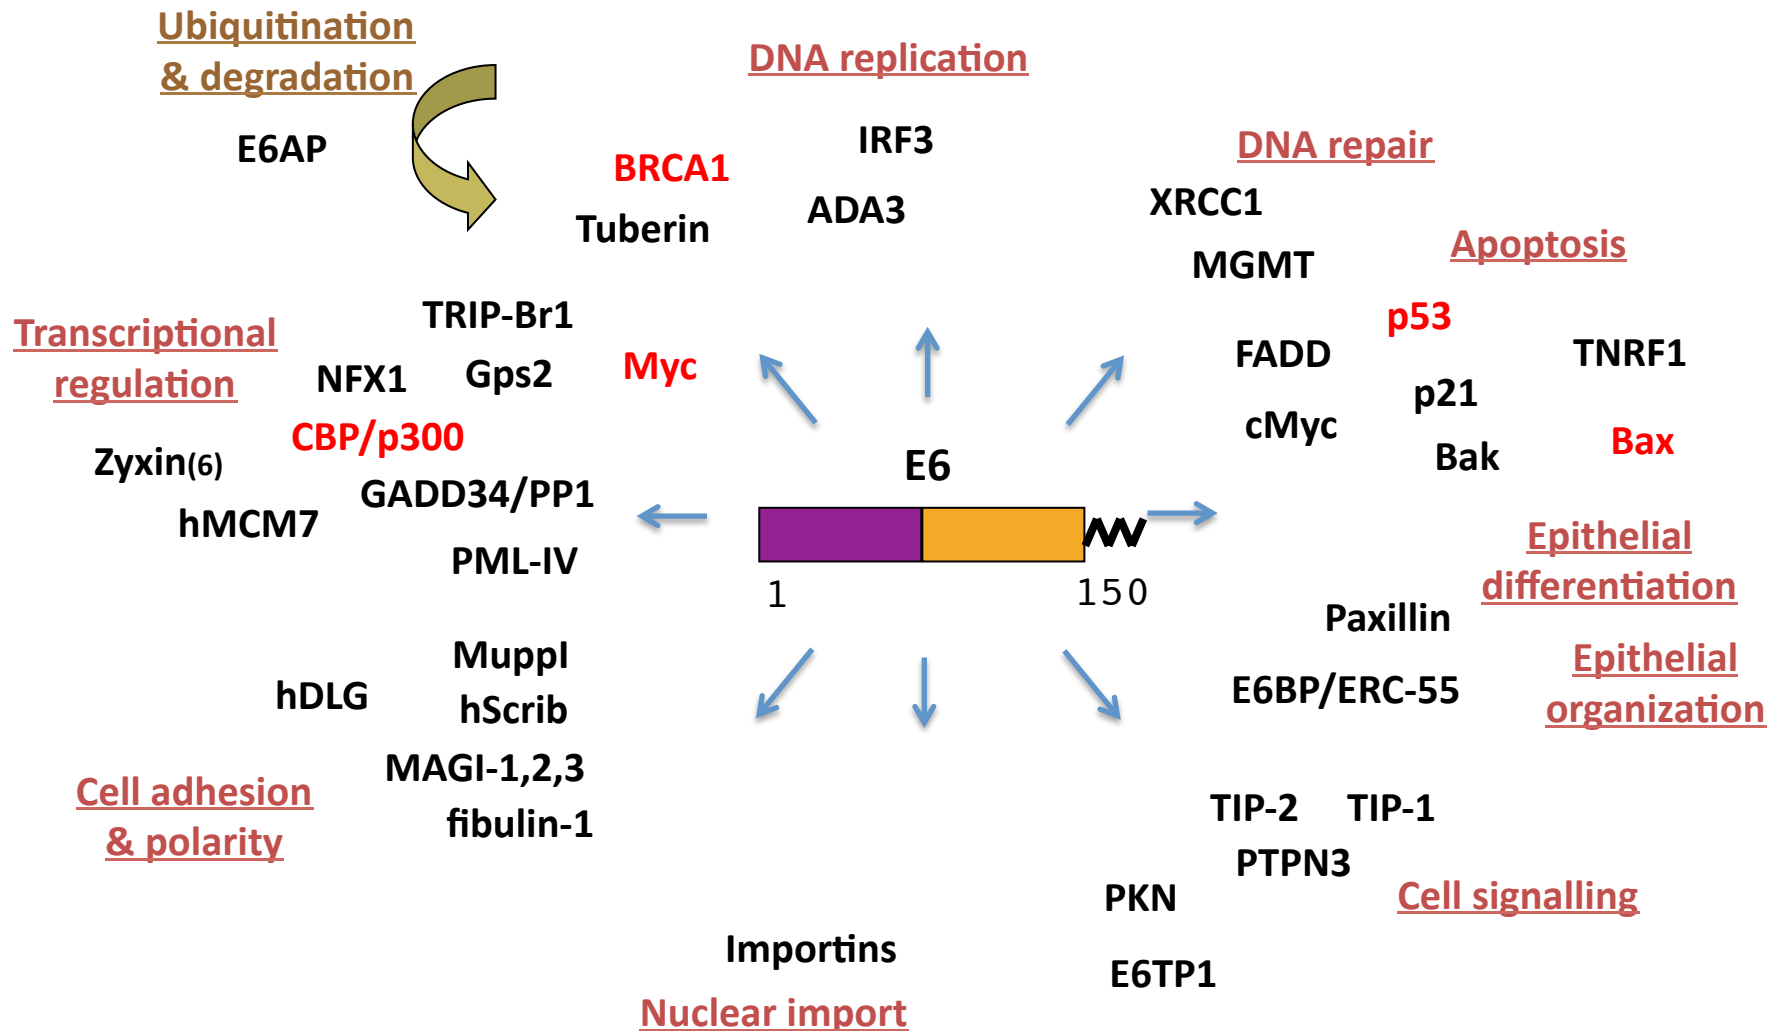 Ubiquitination
& degradation
E6AP
DNA replication
IRF3
BRCA1
ADA3
Tuberin
DNA repair
XRCC1
MGMT
Apoptosis
p53
FADD
TNRF1
p21
cMyc
Bak
Bax
Transcriptional
regulation
TRIP-Br1
NFX1
Gps2
Myc
CBP/p300
Zyxin(6)
GADD34/PP1
hMCM7
PML-IV
E6
1
150
Epithelial
differentiation
Paxillin
Epithelial
organization
E6BP/ERC-55
MuppI
hDLG
hScrib
MAGI-1,2,3
fibulin-1
Cell adhesion
& polarity
TIP-2
TIP-1
PTPN3
PKN
Cell signalling
E6TP1
Importins
Nuclear import